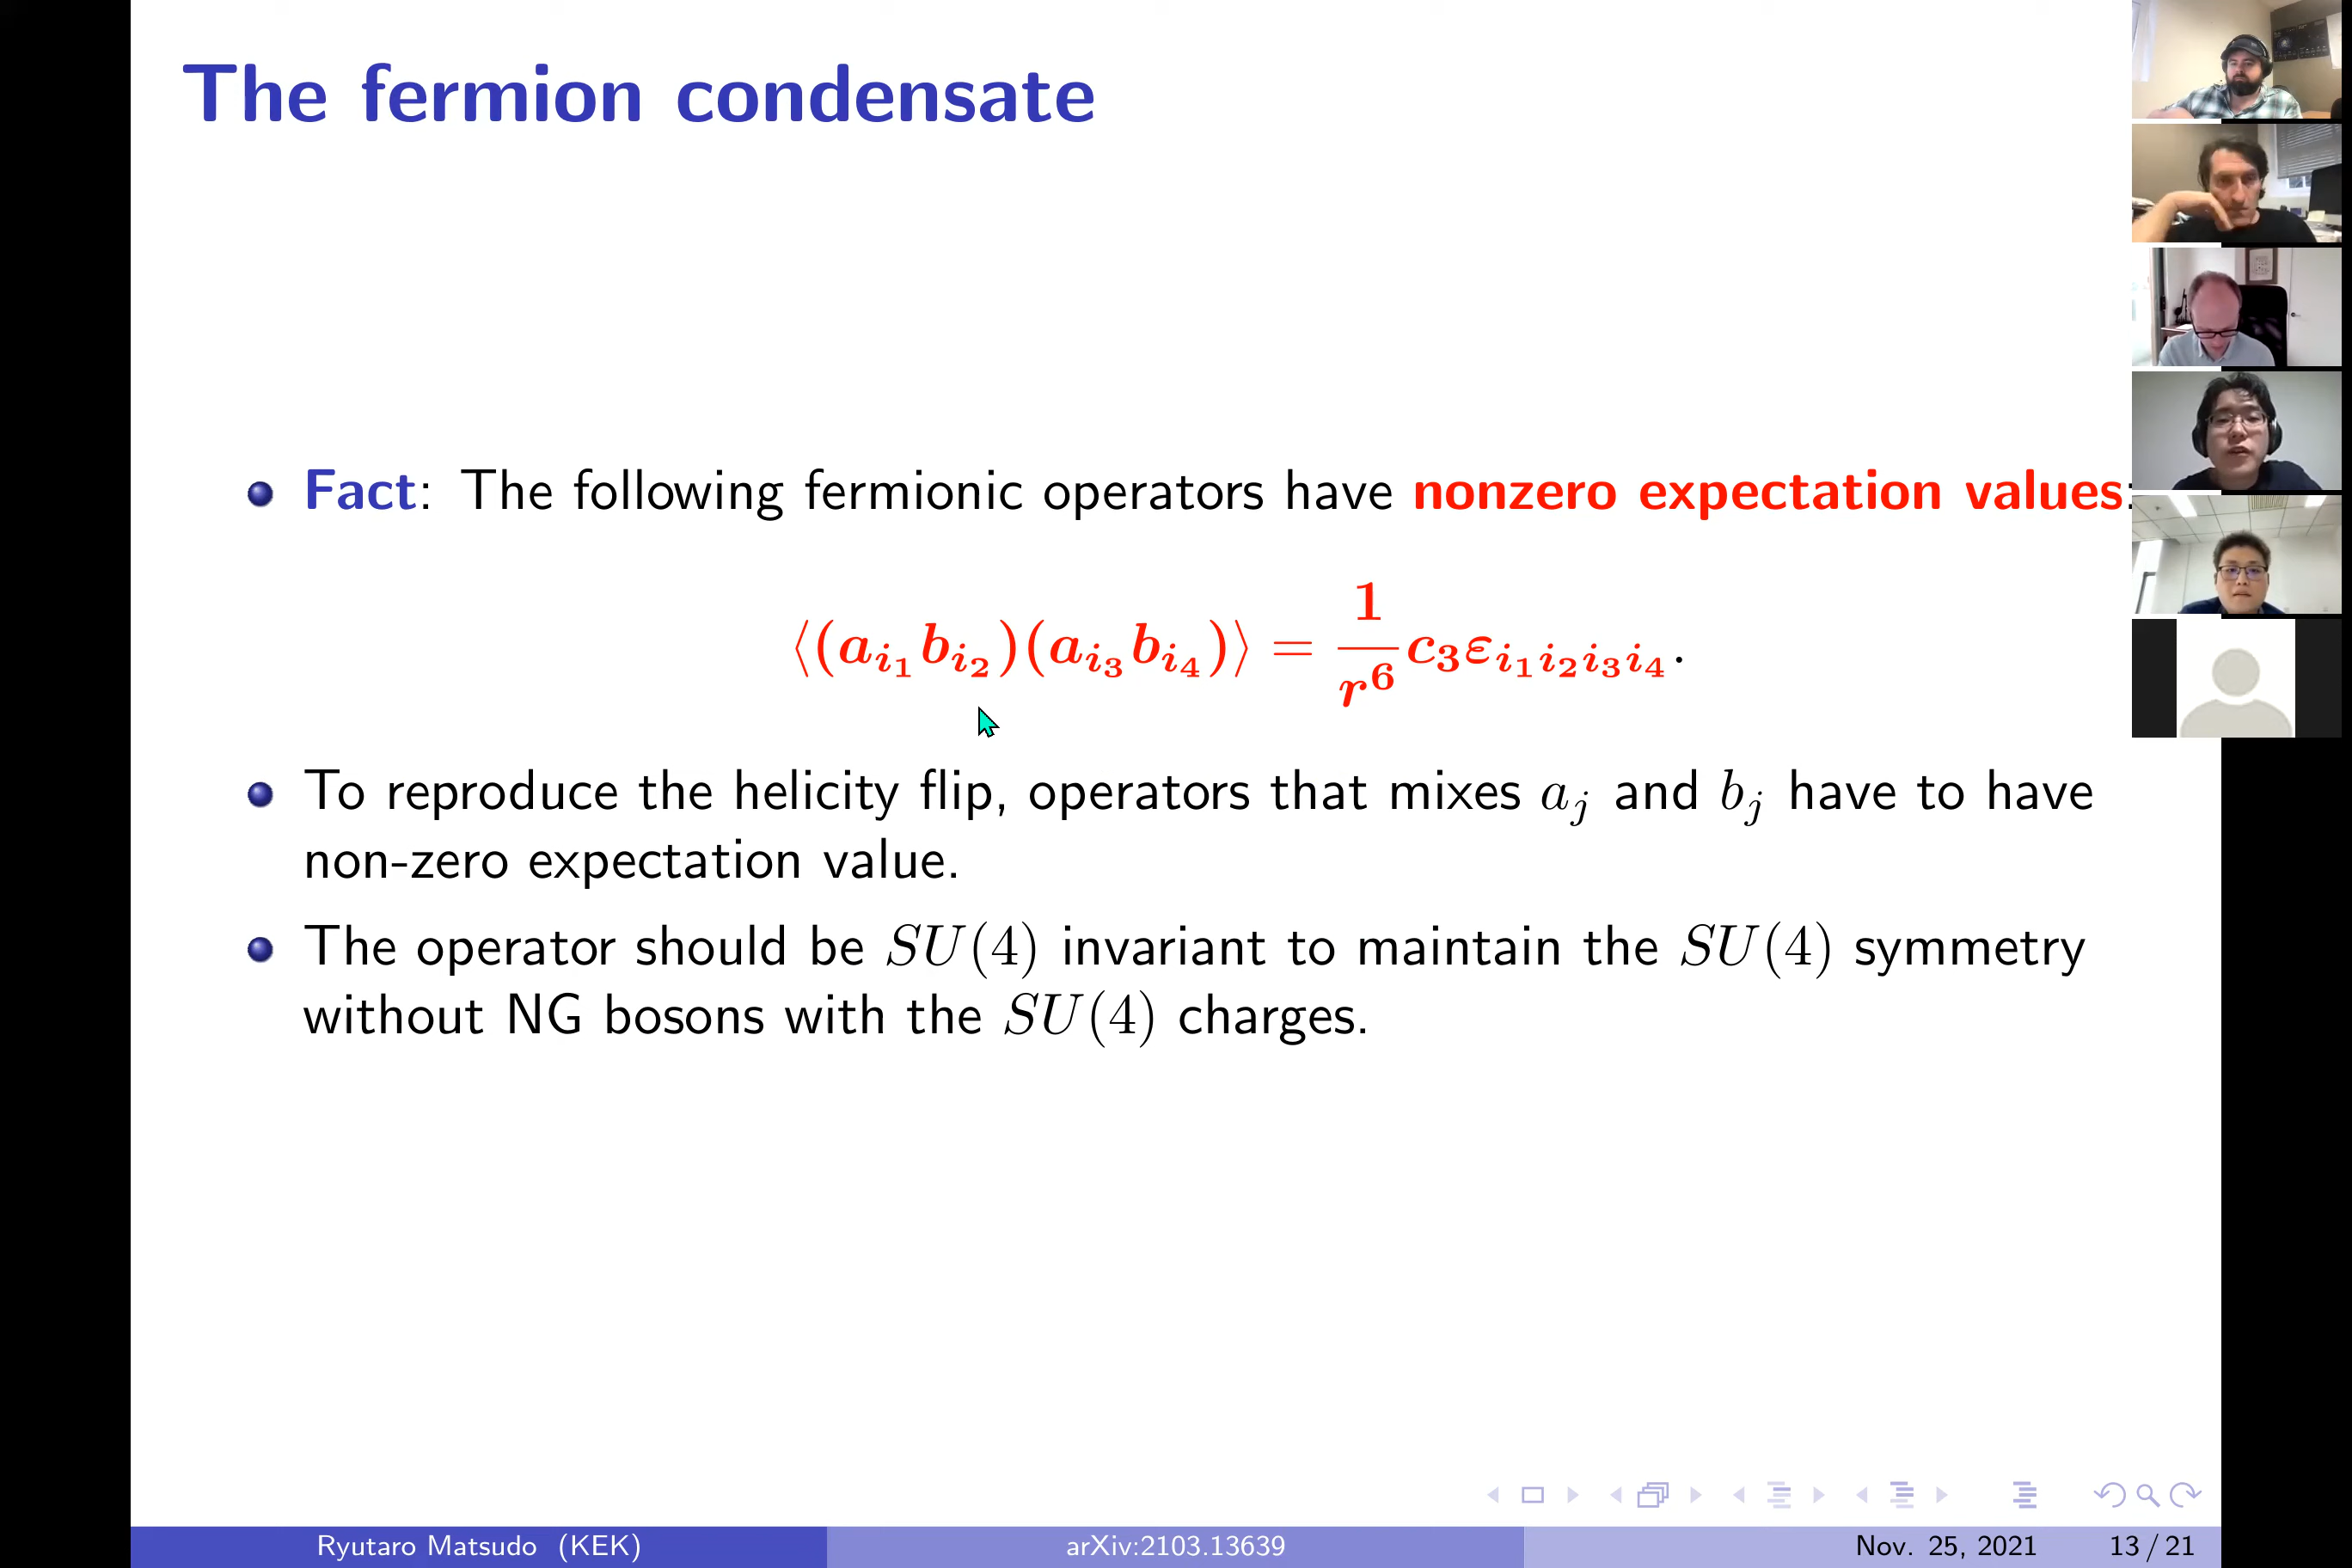 The fermion condensate
Fact: The following fermionic operators have nonzero expectation values:
⟨(a_{i_1} b_{i_2})(a_{i_3} b_{i_4})⟩ = \frac{1}{r^6} c_3 ε_{i_1 i_2 i_3 i_4}.
To reproduce the helicity flip, operators that mixes a_j and b_j have to have
non-zero expectation value.
The operator should be SU(4) invariant to maintain the SU(4) symmetry
without NG bosons with the SU(4) charges.
Ryutaro Matsudo (KEK) arXiv:2103.13639 Nov. 25, 2021 13 / 21